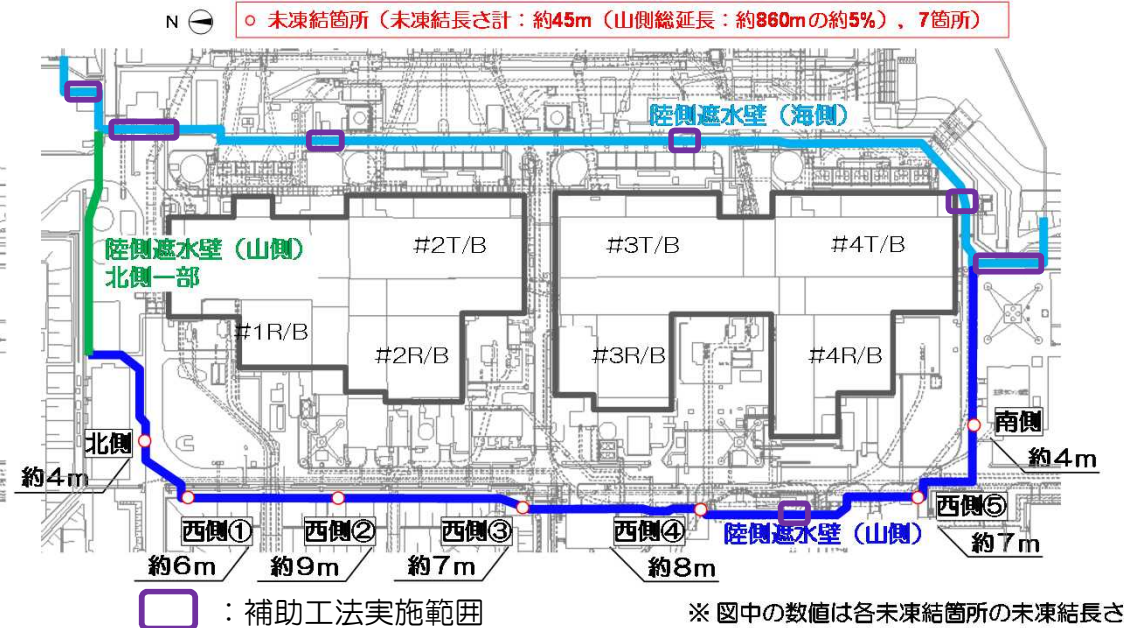 N
○ 未凍結箇所（未凍結長さ計：約45m（山側総延長：約860mの約5%），7箇所）
陸側遮水壁（海側）
陸側遮水壁（山側）
北側一部
#2T/B
#3T/B
#4T/B
#1R/B
#2R/B
#3R/B
#4R/B
北側
約4m
南側
約4m
西側①
西側②
西側③
西側④
西側⑤
陸側遮水壁（山側）
約6m
約9m
約7m
約8m
約7m
：補助工法実施範囲
※ 図中の数値は各未凍結箇所の未凍結長さ